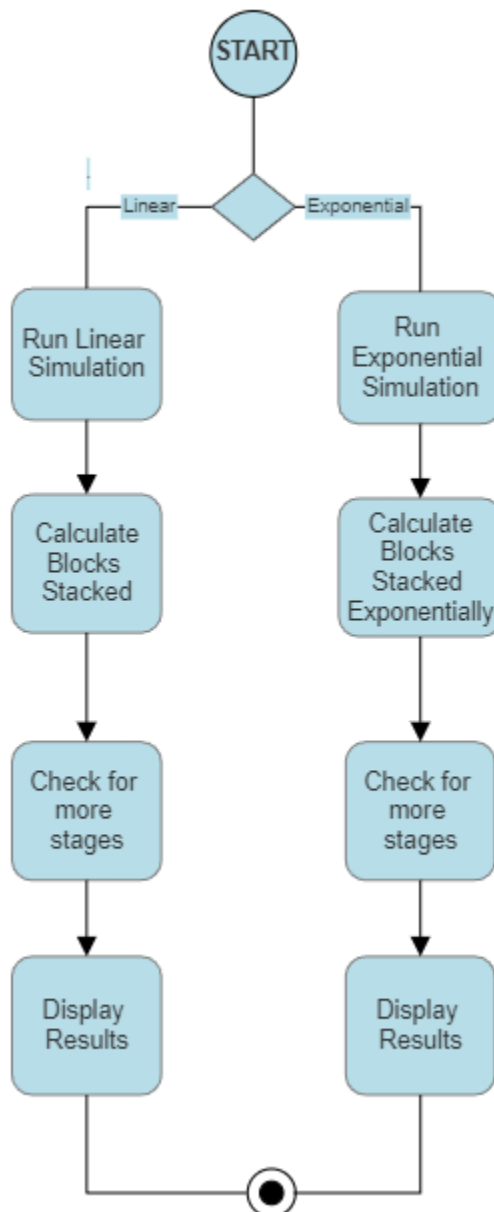 START
Linear
Exponential
Run Linear
Simulation
Run
Exponential
Simulation
Calculate
Blocks
Stacked
Calculate
Blocks
Stacked
Exponentially
Check for
more
stages
Check for
more
stages
Display
Results
Display
Results